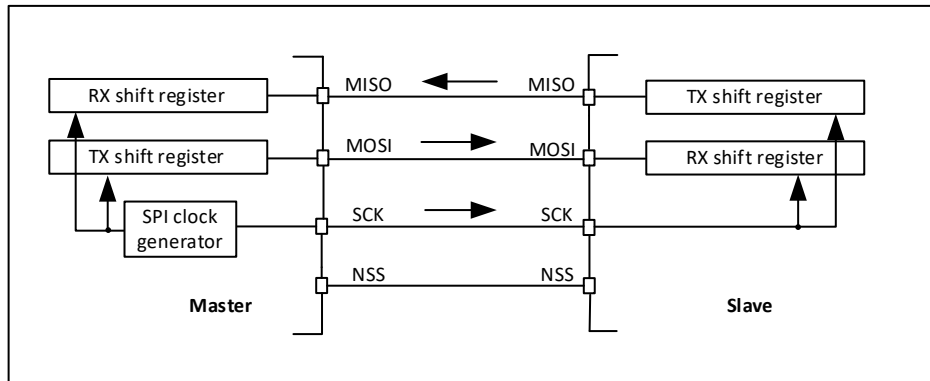 RX shift register
MISO
MISO
TX shift register
TX shift register
MOSI
MOSI
RX shift register
SPI clock
generator
SCK
SCK
NSS
NSS
Master
Slave